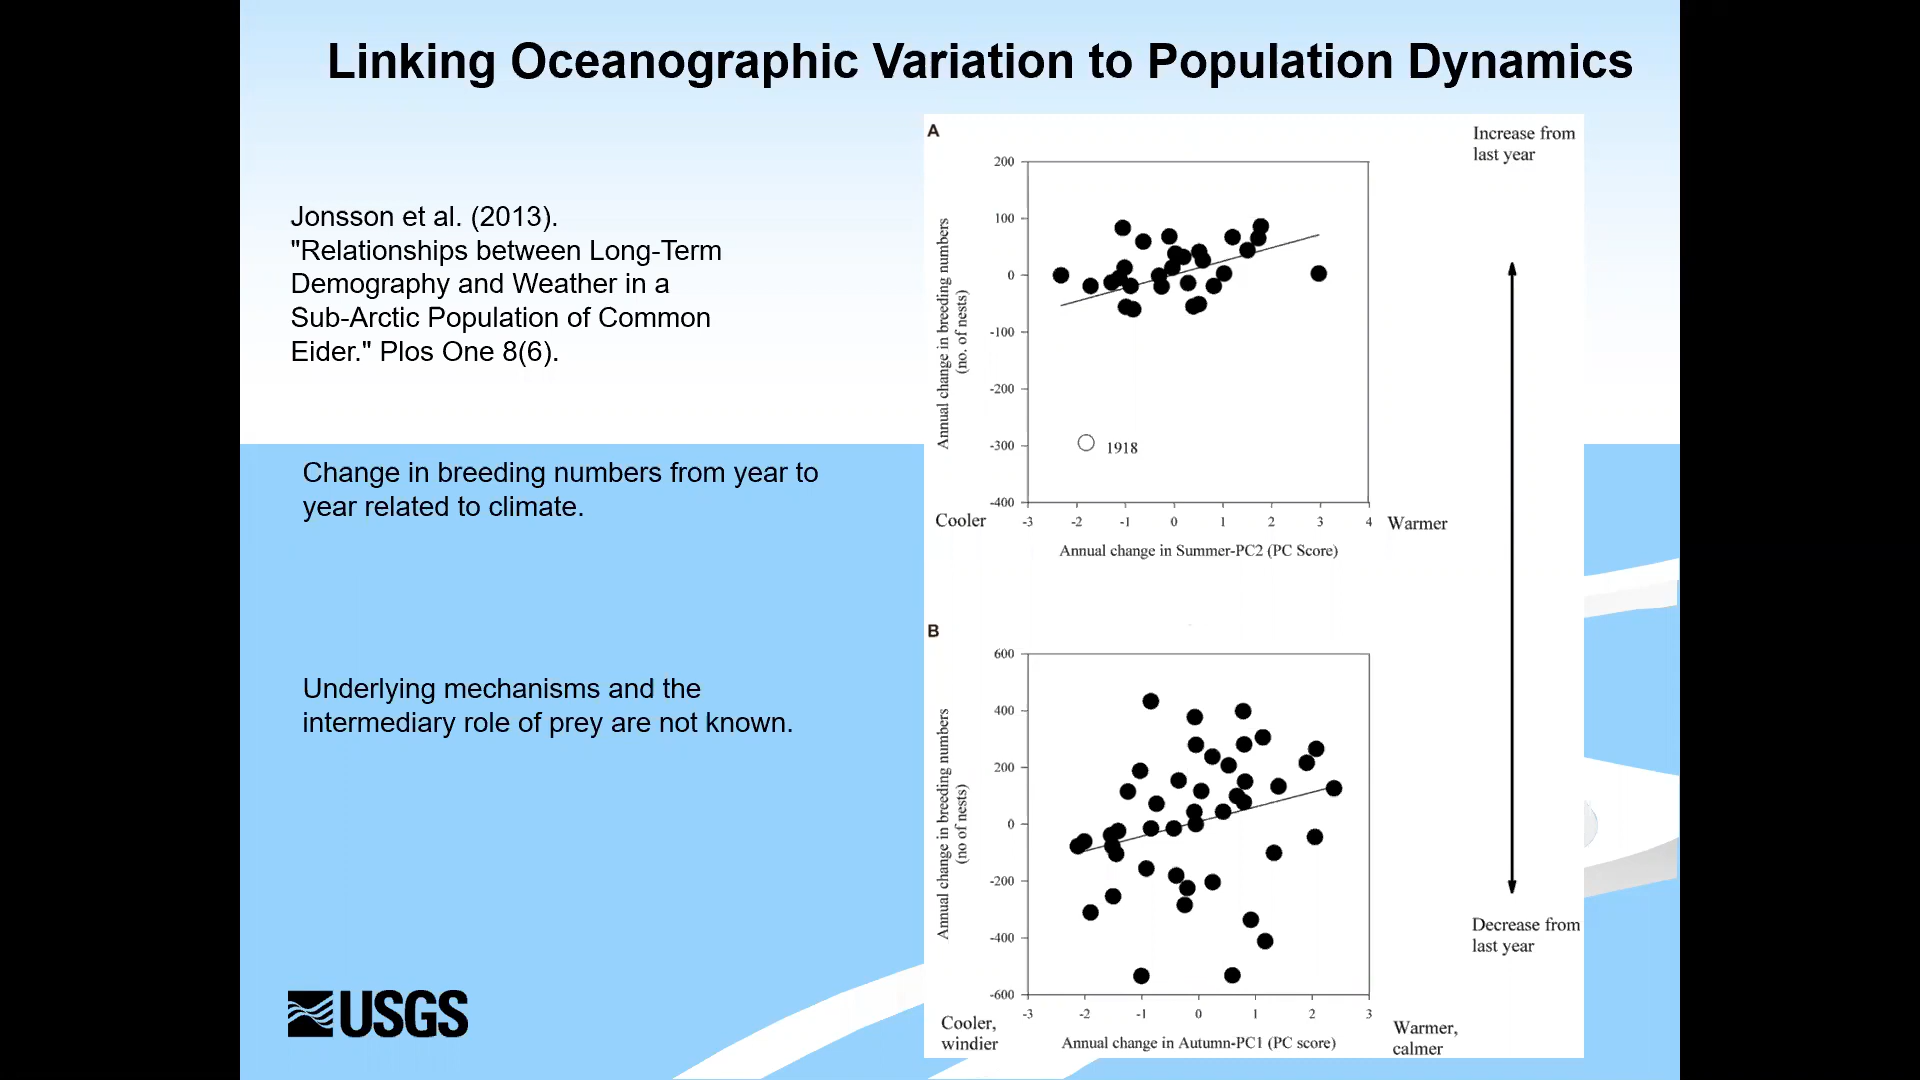 Linking Oceanographic Variation to Population Dynamics
Jonsson et al. (2013).
"Relationships between Long-Term
Demography and Weather in a
Sub-Arctic Population of Common
Eider." Plos One 8(6).
Change in breeding numbers from year to
year related to climate.
Underlying mechanisms and the
intermediary role of prey are not known.
USGS
A
Increase from
last year
200
100
0
-100
-200
-300
-400
Annual change in breeding numbers
(no. of nests)
1918
Cooler
-3 -2 -1 0 1 2 3 4
Warmer
Annual change in Summer-PC2 (PC Score)
B
600
400
200
0
-200
-400
-600
Annual change in breeding numbers
(no of nests)
Decrease from
last year
-3 -2 -1 0 1 2 3
Cooler,
windier
Annual change in Autumn-PC1 (PC score)
Warmer,
calmer